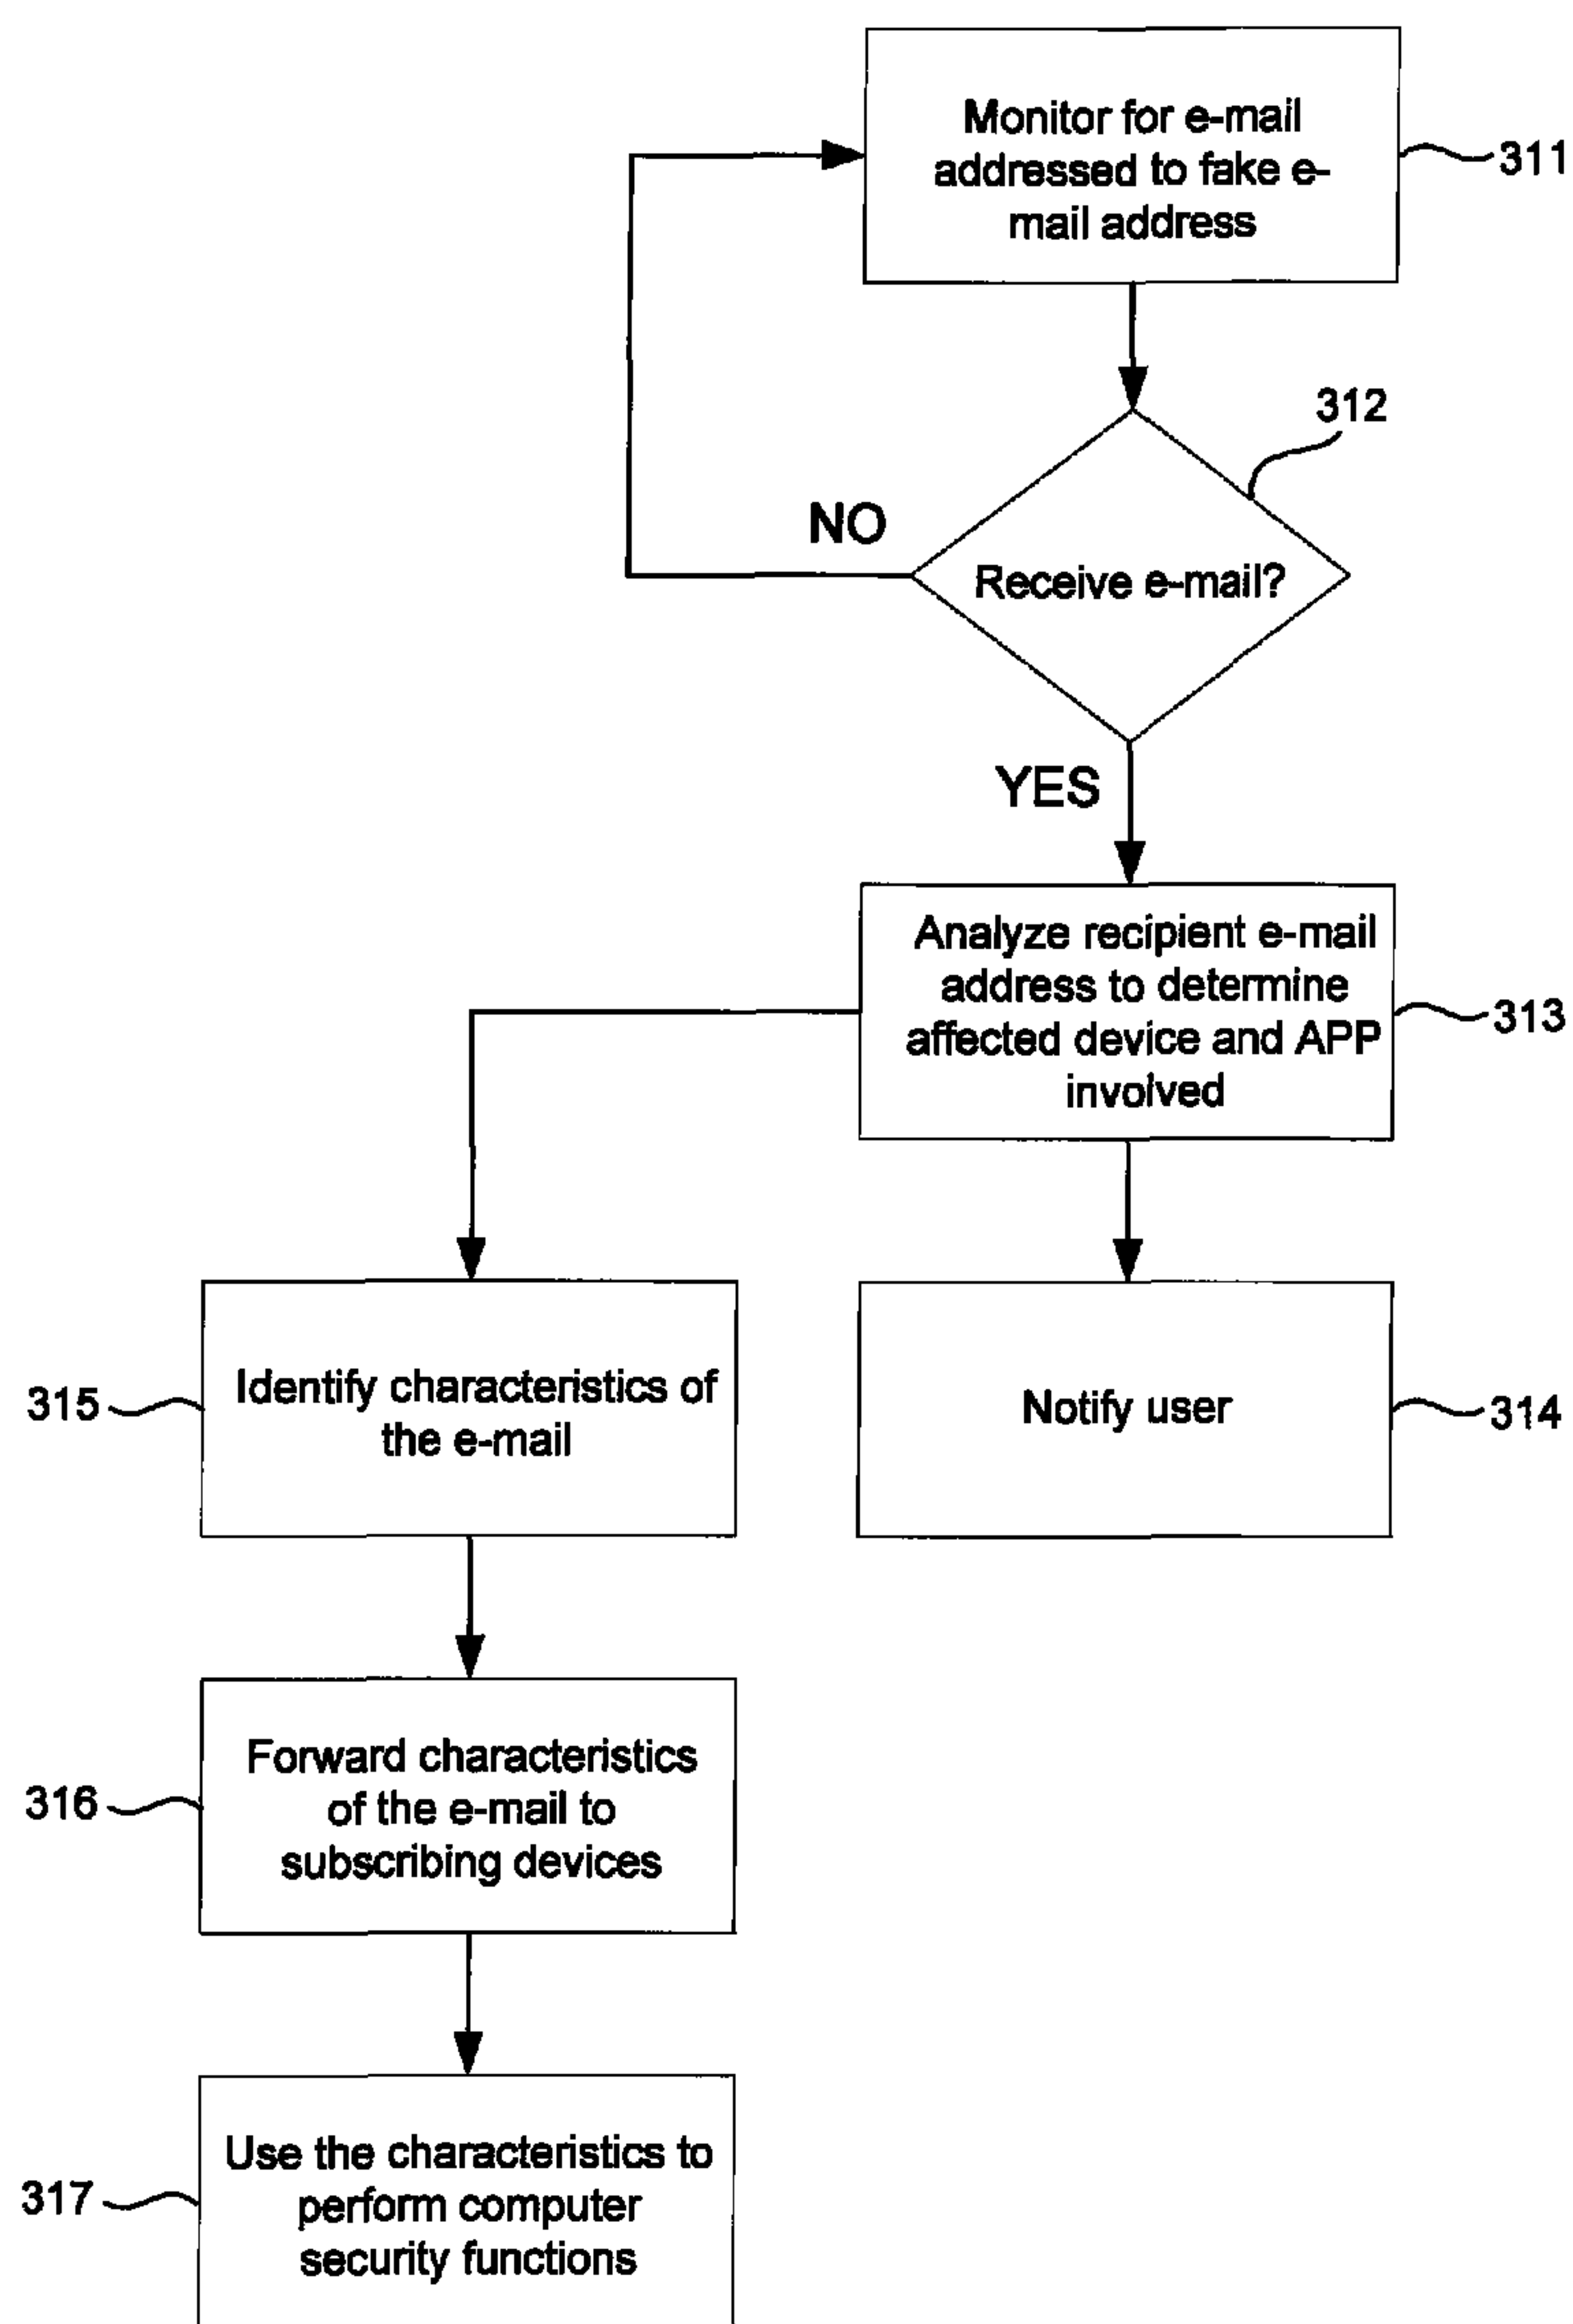 Monitor for e-mail
addressed to fake e-
mail address
311
312
NO
Receive e-mail?
YES
Analyze recipient e-mail
address to determine
affected device and APP
involved
313
Identify characteristics of
the e-mail
315
Notify user
314
Forward characteristics
of the e-mail to
subscribing devices
316
Use the characteristics to
perform computer
security functions
317